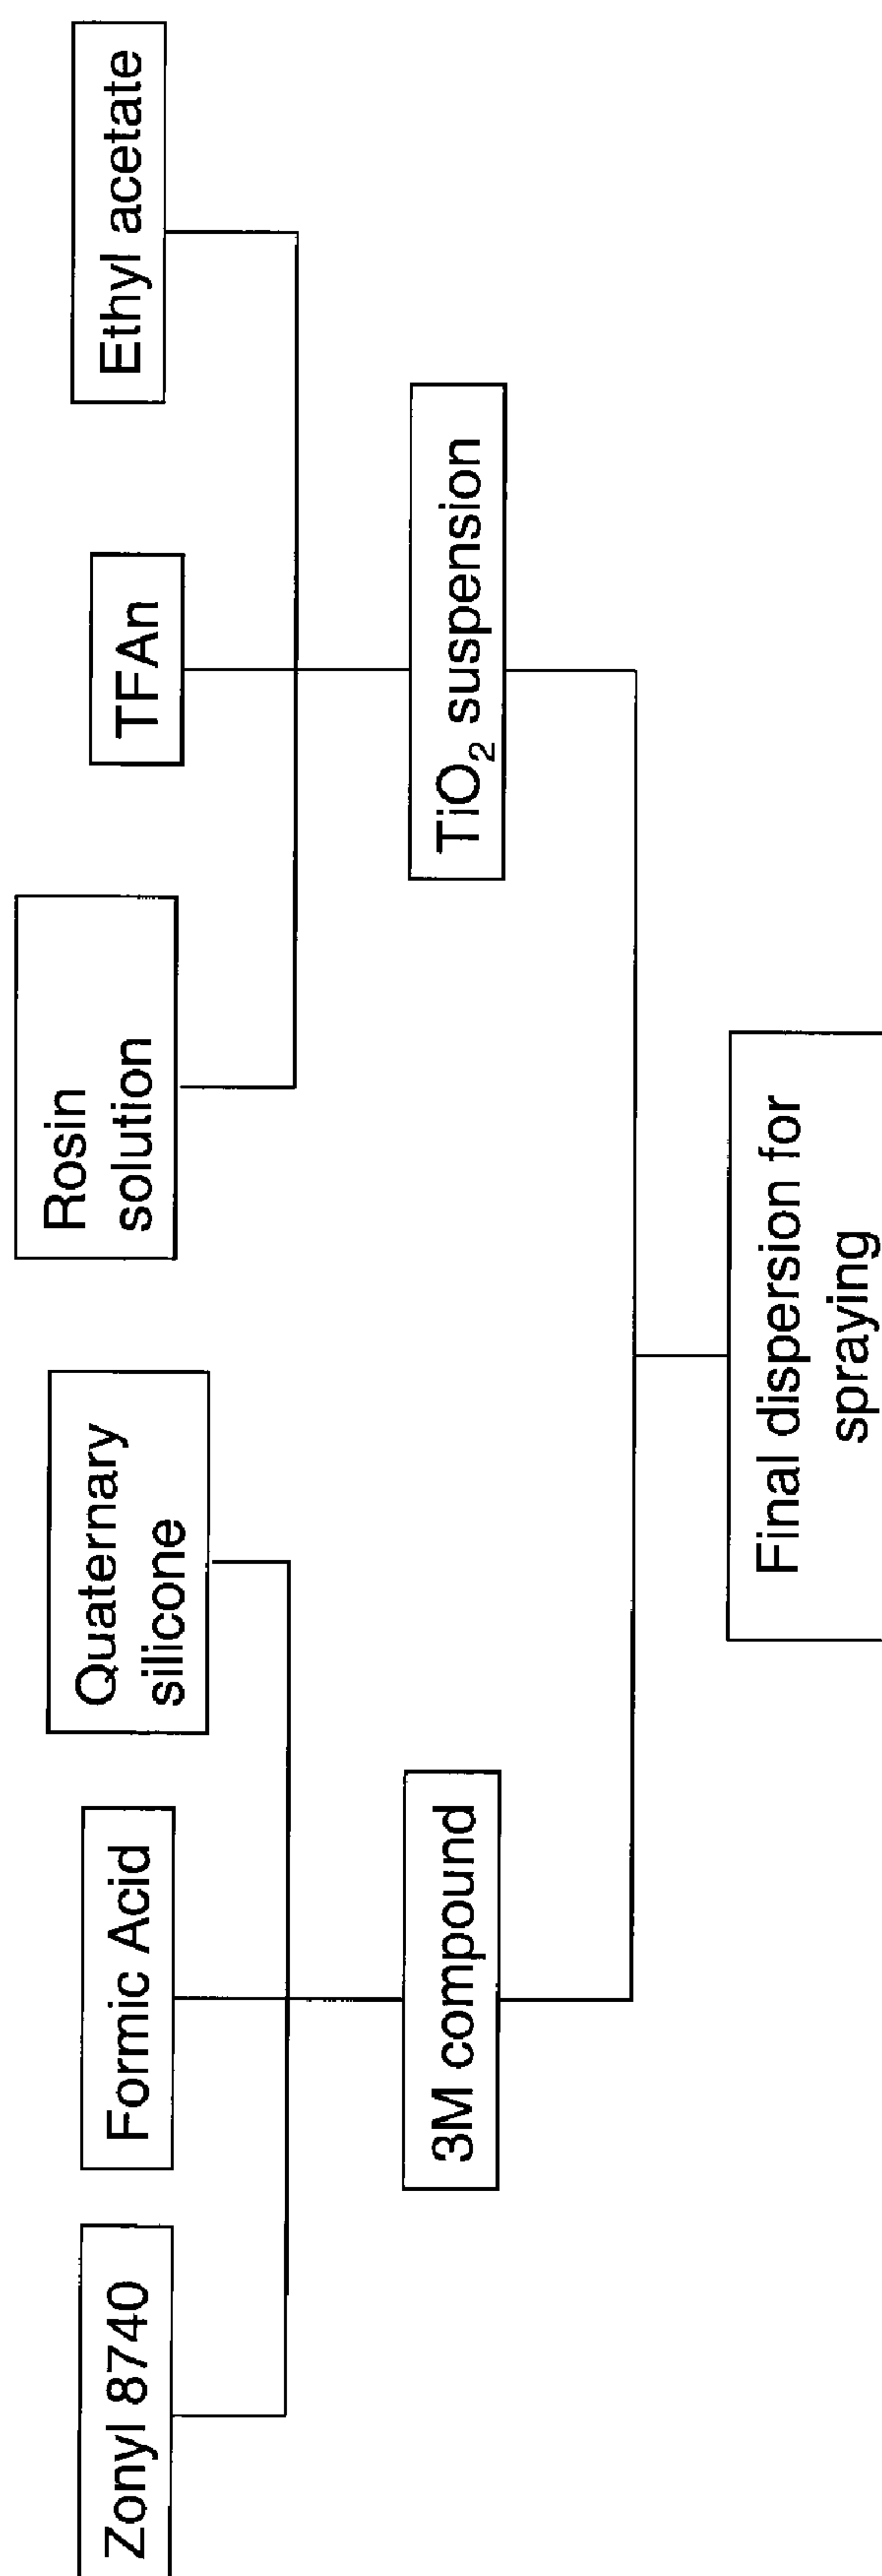 Zonyl 8740
Formic Acid
Quaternary
silicone
Rosin
solution
TFAn
Ethyl acetate
3M compound
TiO₂ suspension
Final dispersion for
spraying